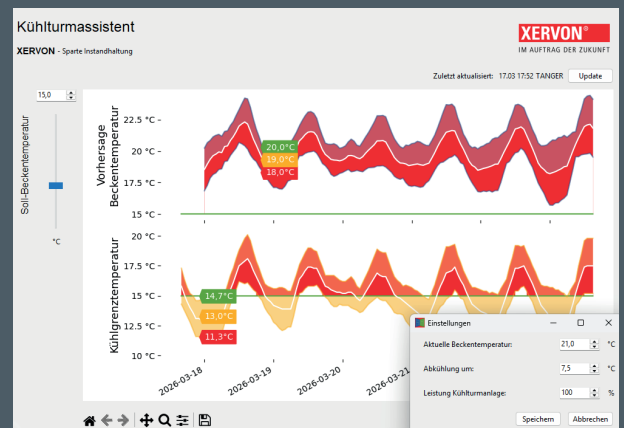 Kühlturmassistent
XERVON - Sparte Instandhaltung
XERVON®
IM AUFTRAG DER ZUKUNFT
Zuletzt aktualisiert: 17.03 17:52 TANGER
Update
15,0
Soll-Beckentemperatur
°C
Vorhersage
Beckentemperatur
22.5 °C
20 °C
17.5 °C
15 °C
20,0°C
19,0°C
18,0°C
Kühlgrenztemperatur
20 °C
17.5 °C
15 °C
12.5 °C
10 °C
14,7°C
13,0°C
11,3°C
2026-03-18
2026-03-19
2026-03-20
2026-03-21
Einstellungen
Aktuelle Beckentemperatur: 21,0 °C
Abkühlung um: 7,5 °C
Leistung Kühlturmanlage: 100 %
Speichern
Abbrechen